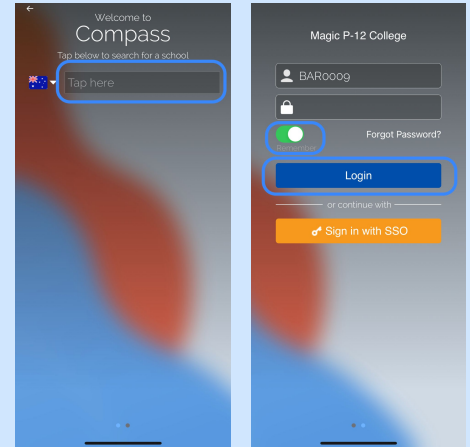 Welcome to
Compass
Tap below to search for a school
Tap here
Magic P-12 College
BAR0009
Remember
Forgot Password?
Login
or continue with
Sign in with SSO